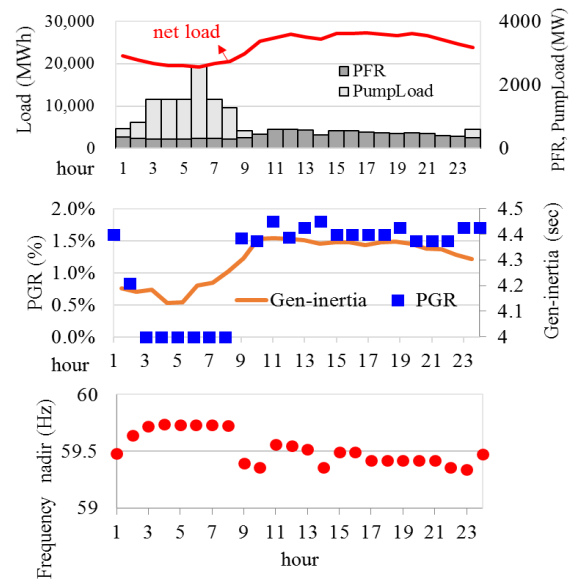 30,000
20,000
10,000
0
Load (MWh)
net load
PFR
PumpLoad
4000
2000
0
PFR, PumpLoad(MW)
hour
1 3 5 7 9 11 13 15 17 19 21 23
2.0%
1.5%
1.0%
0.5%
0.0%
PGR (%)
Gen-inertia
PGR
4.5
4.4
4.3
4.2
4.1
4
Gen-inertia (sec)
hour
1 3 5 7 9 11 13 15 17 19 21 23
60
59.5
59
Frequency nadir (Hz)
1 3 5 7 9 11 13 15 17 19 21 23
hour